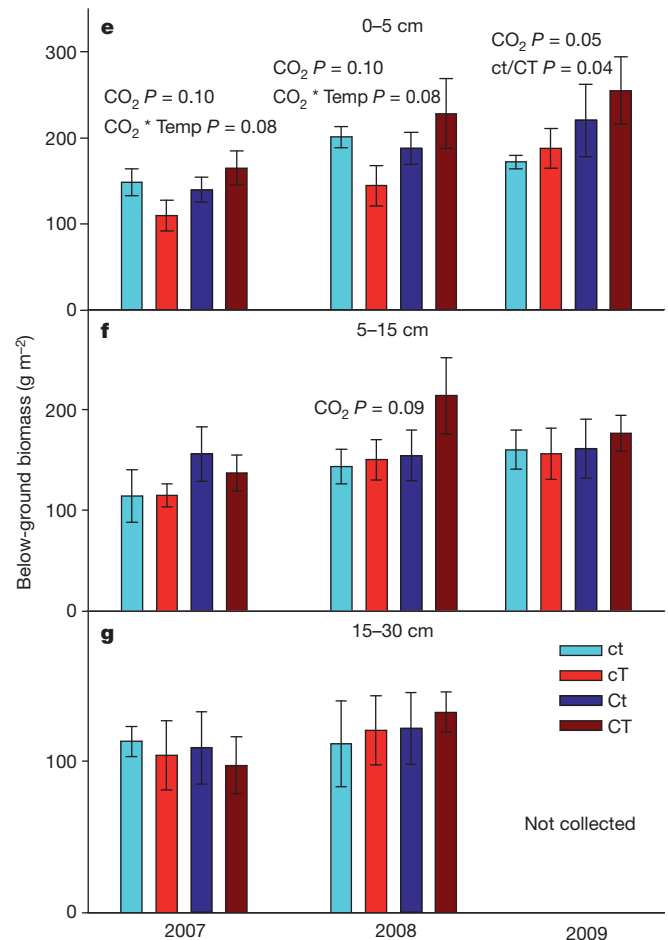 e
0–5 cm
300
200
100
0
CO2 P = 0.10
CO2 * Temp P = 0.08
CO2 P = 0.10
CO2 * Temp P = 0.08
CO2 P = 0.05
ct/CT P = 0.04
f
5–15 cm
200
100
0
CO2 P = 0.09
Below-ground biomass (g m−2)
g
15–30 cm
100
0
ct
cT
Ct
CT
Not collected
2007
2008
2009